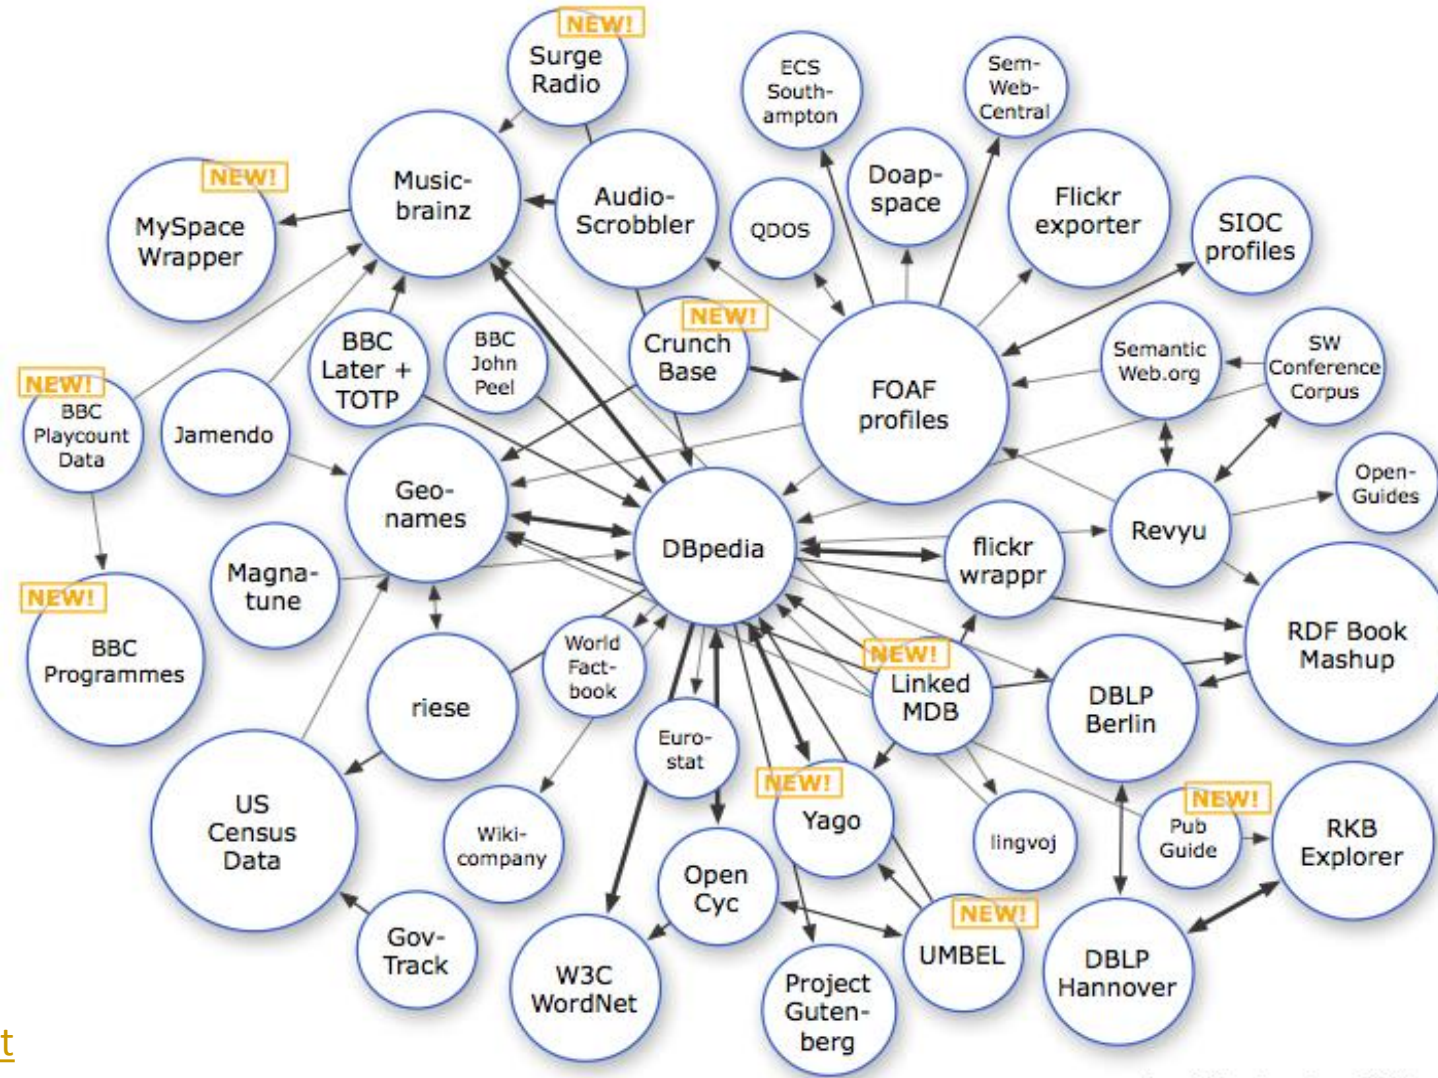 NEW!
Surge
Radio
ECS
South-
ampton
Sem-
Web-
Central
Music-
brainz
NEW!
MySpace
Wrapper
Audio-
Scrobbler
QDOS
Doap-
space
Flickr
exporter
SIOC
profiles
BBC
Later +
TOTP
BBC
John
Peel
NEW!
Crunch
Base
FOAF
profiles
Semantic
Web.org
SW
Conference
Corpus
NEW!
BBC
Playcount
Data
Jamendo
Geo-
names
DBpedia
flickr
wrappr
Revyu
Open-
Guides
Magna-
tune
NEW!
BBC
Programmes
riese
World
Fact-
book
Euro-
stat
NEW!
Linked
MDB
DBLP
Berlin
RDF Book
Mashup
US
Census
Data
Wiki-
company
NEW!
Yago
lingvoj
NEW!
Pub
Guide
RKB
Explorer
Gov-
Track
Open
Cyc
W3C
WordNet
Project
Guten-
berg
NEW!
UMBEL
DBLP
Hannover
t